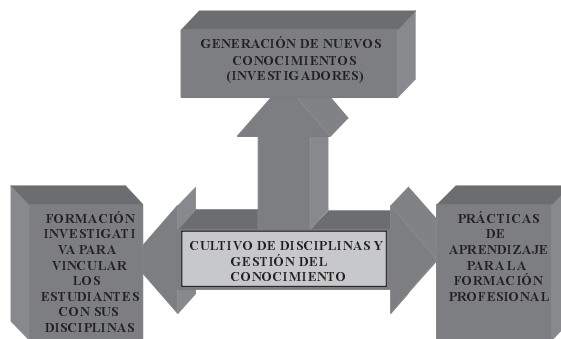 GENERACIÓN DE NUEVOS
CONOCIMIENTOS
(INVESTIGADORES)
FORMACIÓN
INVESTIGATI
VA PARA
VINCULAR
LOS
ESTUDIANTES
CON SUS
DISCIPLINAS
CULTIVO DE DISCIPLINAS Y
GESTIÓN DEL
CONOCIMIENTO
PRÁCTICAS
DE
APRENDIZAJE
PARA LA
FORMACIÓN
PROFESIONAL